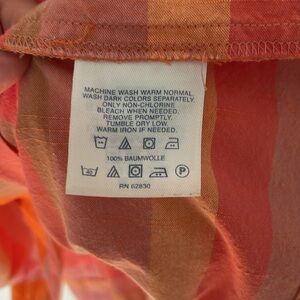 MACHINE WASH WARM NORMAL
WASH DARK COLORS SEPARATELY.
ONLY NON-CHLORINE
BLEACH WHEN NEEDED.
REMOVE PROMPTLY.
TUMBLE DRY LOW.
WARM IRON IF NEEDED.
100% BAUMWOLLE
40 P
RN 62830